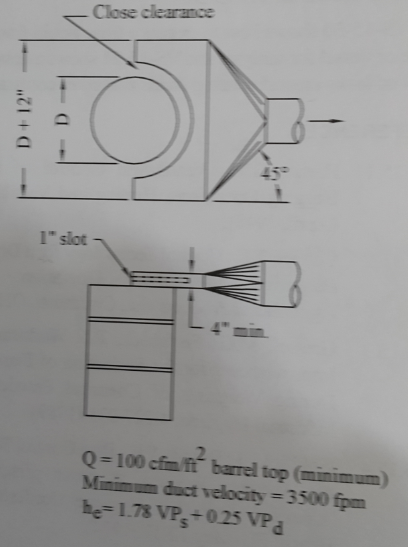 Close clearance
D + 12"
D
45°
1" slot
4" min.
Q = 100 cfm/ft² barrel top (minimum)
Minimum duct velocity = 3500 fpm
hₑ= 1.78 VPₛ + 0.25 VP_d